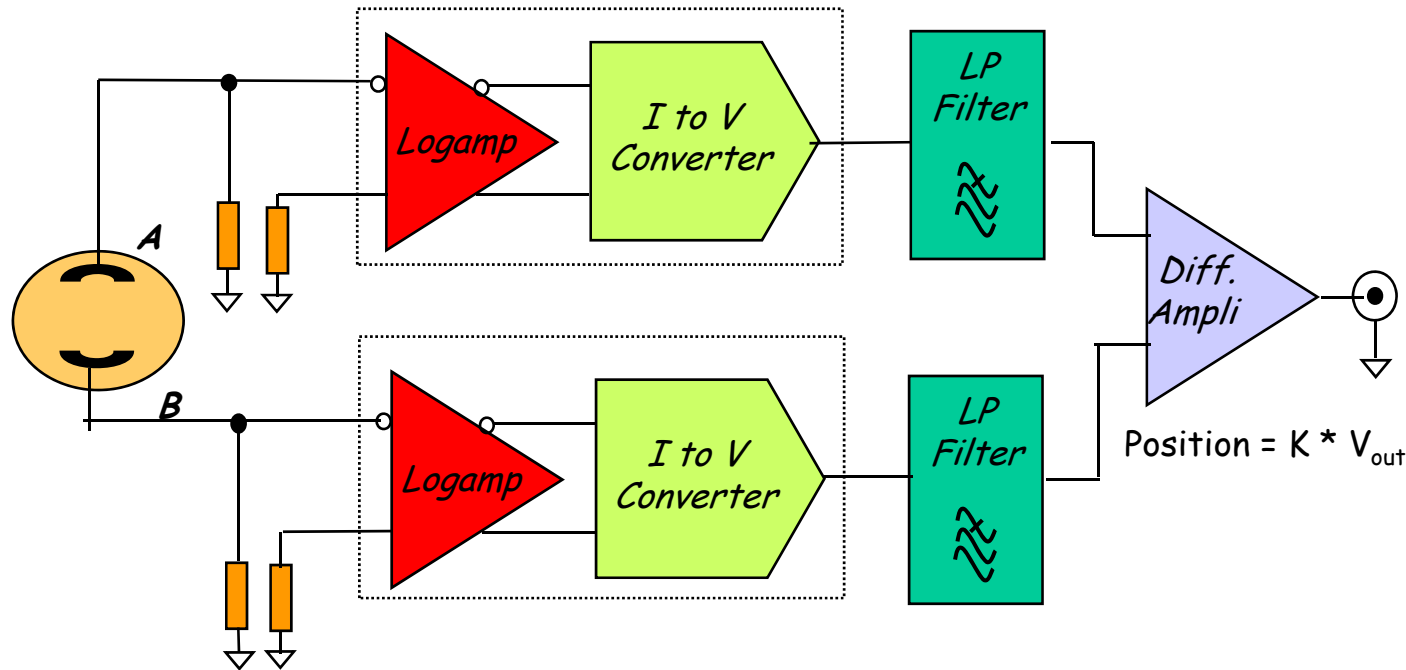 Logamp
I to V
Converter
LP
Filter
A
Diff.
Ampli
B
Logamp
I to V
Converter
LP
Filter
Position = K * Vout